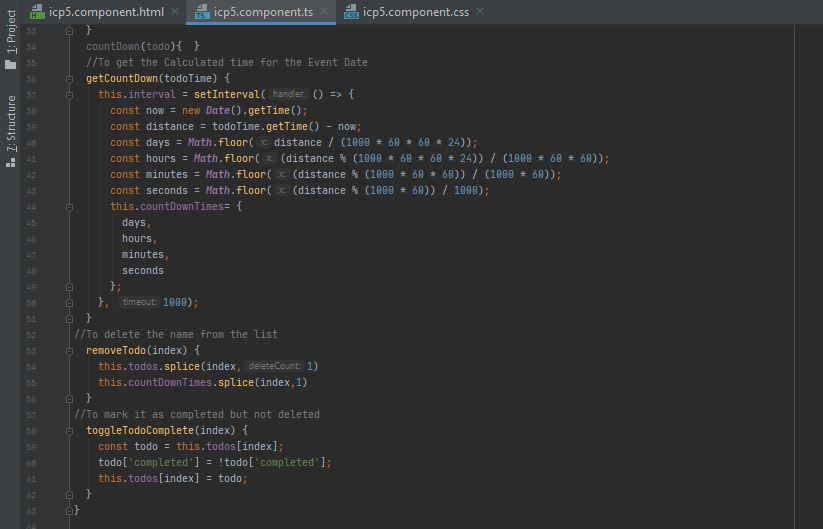 icp5.component.html
icp5.component.ts
icp5.component.css
1: Project
7: Structure
33 }
34 countDown(todo){  }
35 //To get the Calculated time for the Event Date
36 getCountDown(todoTime) {
37 this.interval = setInterval( handler: () => {
38 const now = new Date().getTime();
39 const distance = todoTime.getTime() - now;
40 const days = Math.floor( x: distance / (1000 * 60 * 60 * 24));
41 const hours = Math.floor( x: (distance % (1000 * 60 * 60 * 24)) / (1000 * 60 * 60));
42 const minutes = Math.floor( x: (distance % (1000 * 60 * 60)) / (1000 * 60));
43 const seconds = Math.floor( x: (distance % (1000 * 60)) / 1000);
44 this.countDownTimes= {
45 days,
46 hours,
47 minutes,
48 seconds
49 };
50 }, timeout: 1000);
51 }
52 //To delete the name from the list
53 removeTodo(index) {
54 this.todos.splice(index, deleteCount: 1)
55 this.countDownTimes.splice(index,1)
56 }
57 //To mark it as completed but not deleted
58 toggleTodoComplete(index) {
59 const todo = this.todos[index];
60 todo['completed'] = !todo['completed'];
61 this.todos[index] = todo;
62 }
63 }
64